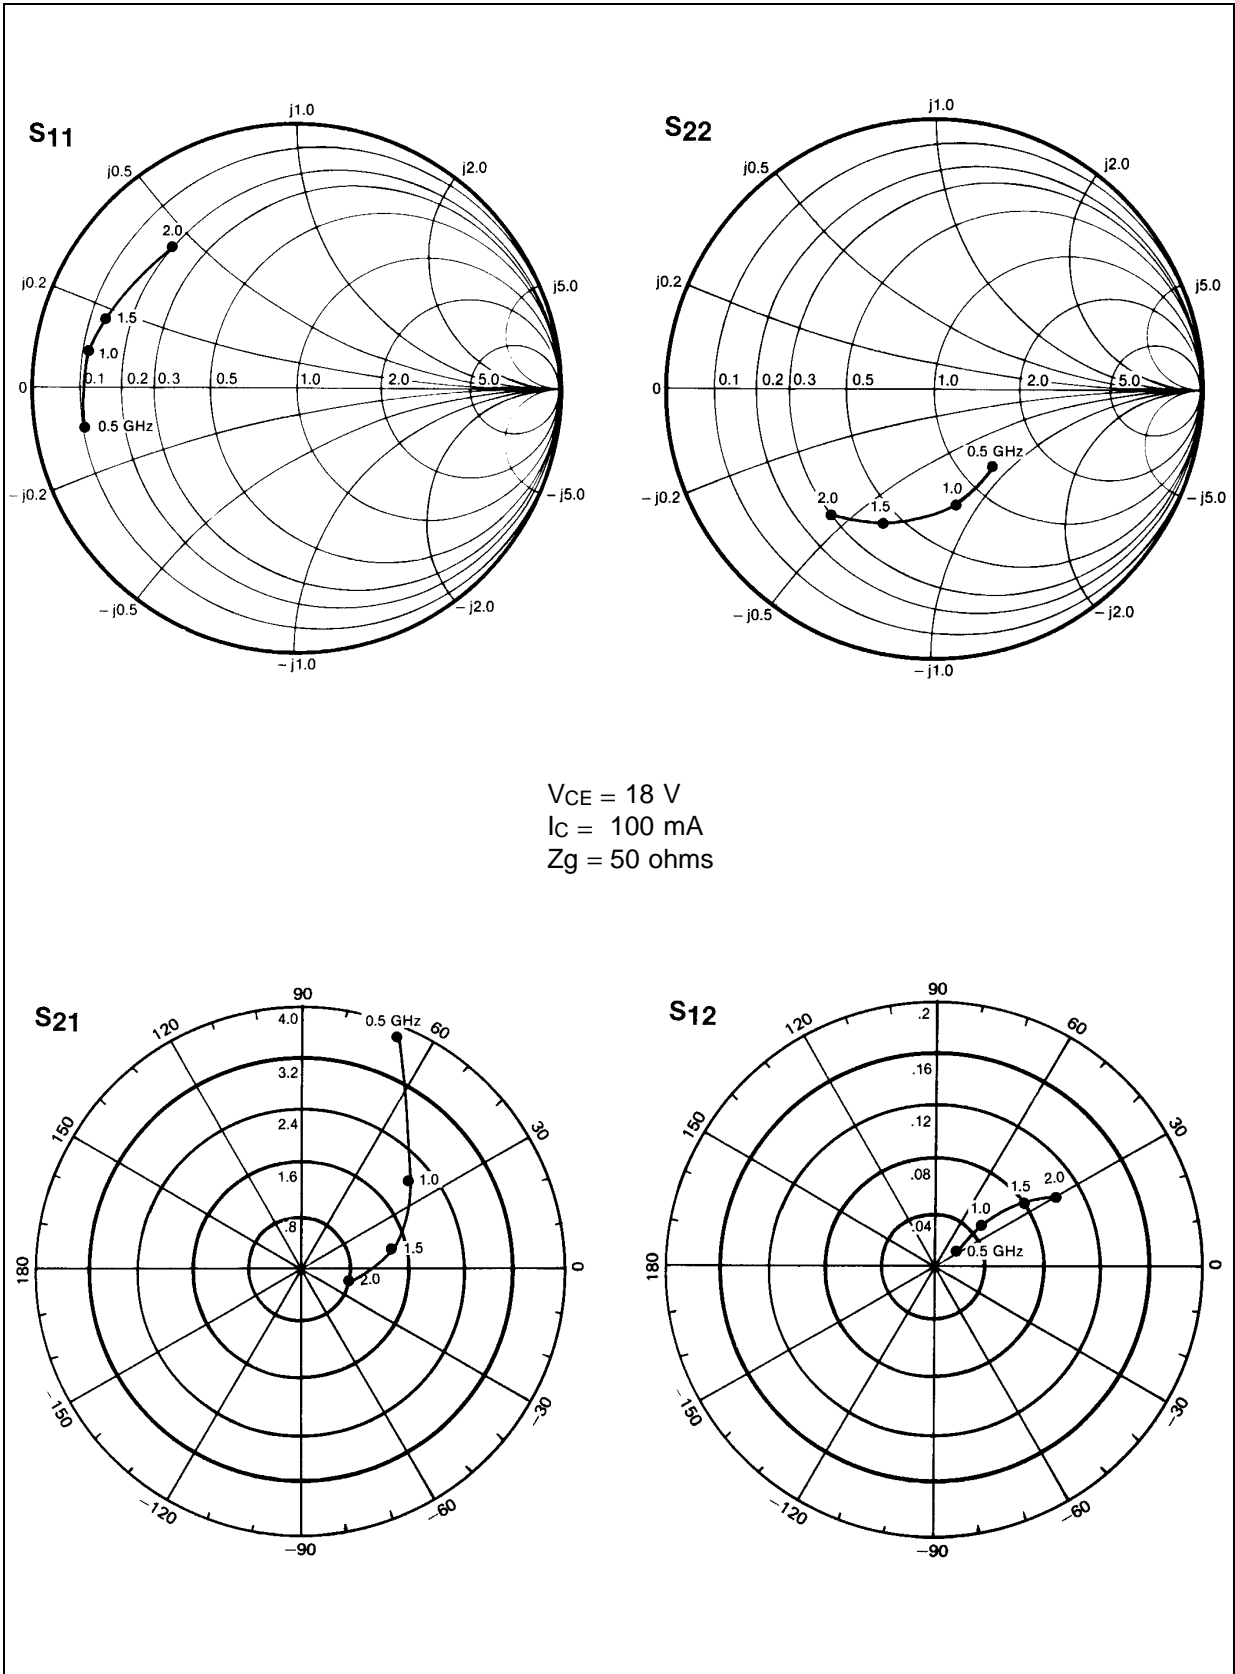 S11
j1.0
j0.5
j2.0
j0.2
j5.0
2.0
1.5
1.0
0.5 GHz
0
0.1
0.2
0.3
0.5
1.0
2.0
5.0
– j0.2
– j5.0
– j0.5
– j2.0
– j1.0
S22
j1.0
j0.5
j2.0
j0.2
j5.0
0
0.1
0.2
0.3
0.5
1.0
2.0
5.0
0.5 GHz
1.0
1.5
2.0
– j0.2
– j5.0
– j0.5
– j2.0
– j1.0
VCE = 18 V
IC = 100 mA
Zg = 50 ohms
S21
90
120
60
150
30
180
0
–150
–30
–120
–60
–90
4.0
3.2
2.4
1.6
.8
0.5 GHz
1.0
1.5
2.0
S12
90
120
60
150
30
180
0
–150
–30
–120
–60
–90
.2
.16
.12
.08
.04
2.0
1.5
1.0
0.5 GHz